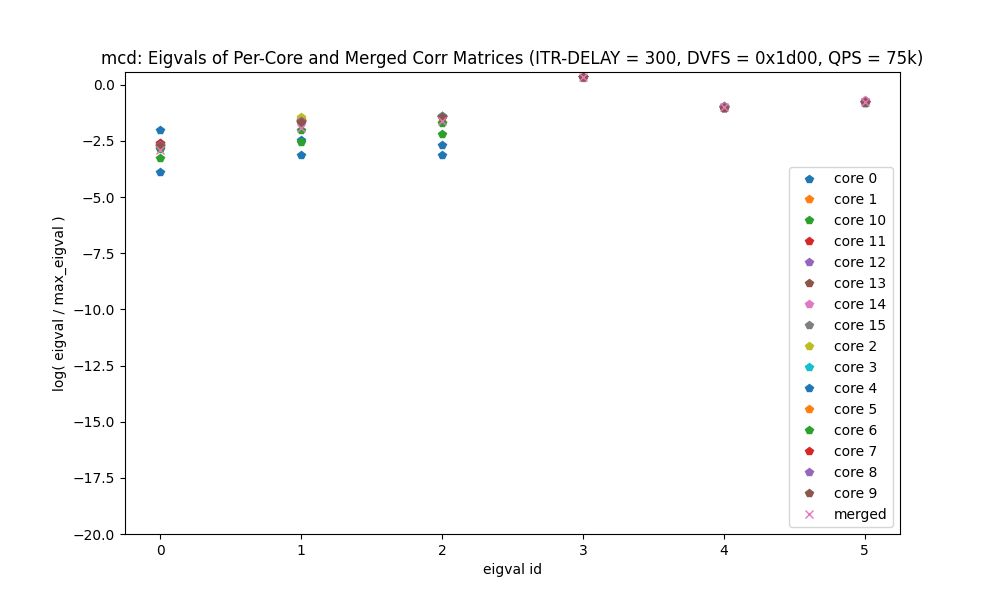 mcd: Eigvals of Per-Core and Merged Corr Matrices (ITR-DELAY = 300, DVFS = 0x1d00, QPS = 75k)
log( eigval / max_eigval )
0.0
−2.5
−5.0
−7.5
−10.0
−12.5
−15.0
−17.5
−20.0
core 0
core 1
core 10
core 11
core 12
core 13
core 14
core 15
core 2
core 3
core 4
core 5
core 6
core 7
core 8
core 9
merged
0 1 2 3 4 5
eigval id